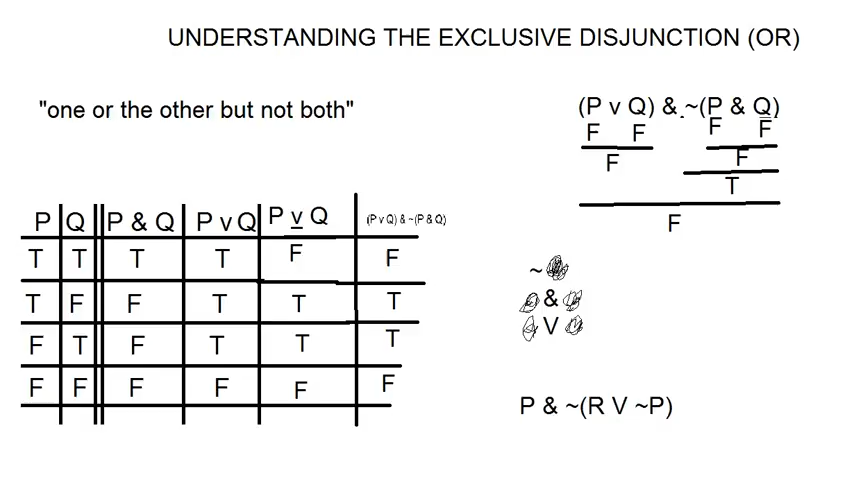 UNDERSTANDING THE EXCLUSIVE DISJUNCTION (OR)
"one or the other but not both"
(P v Q) & ~(P & Q)
F F F F
F F
T
F
P Q P & Q P v Q P v Q (P v Q) & ~(P & Q)
T T T T F F
T F F T T T
F T F T T T
F F F F F F
~
&
V
P & ~(R V ~P)